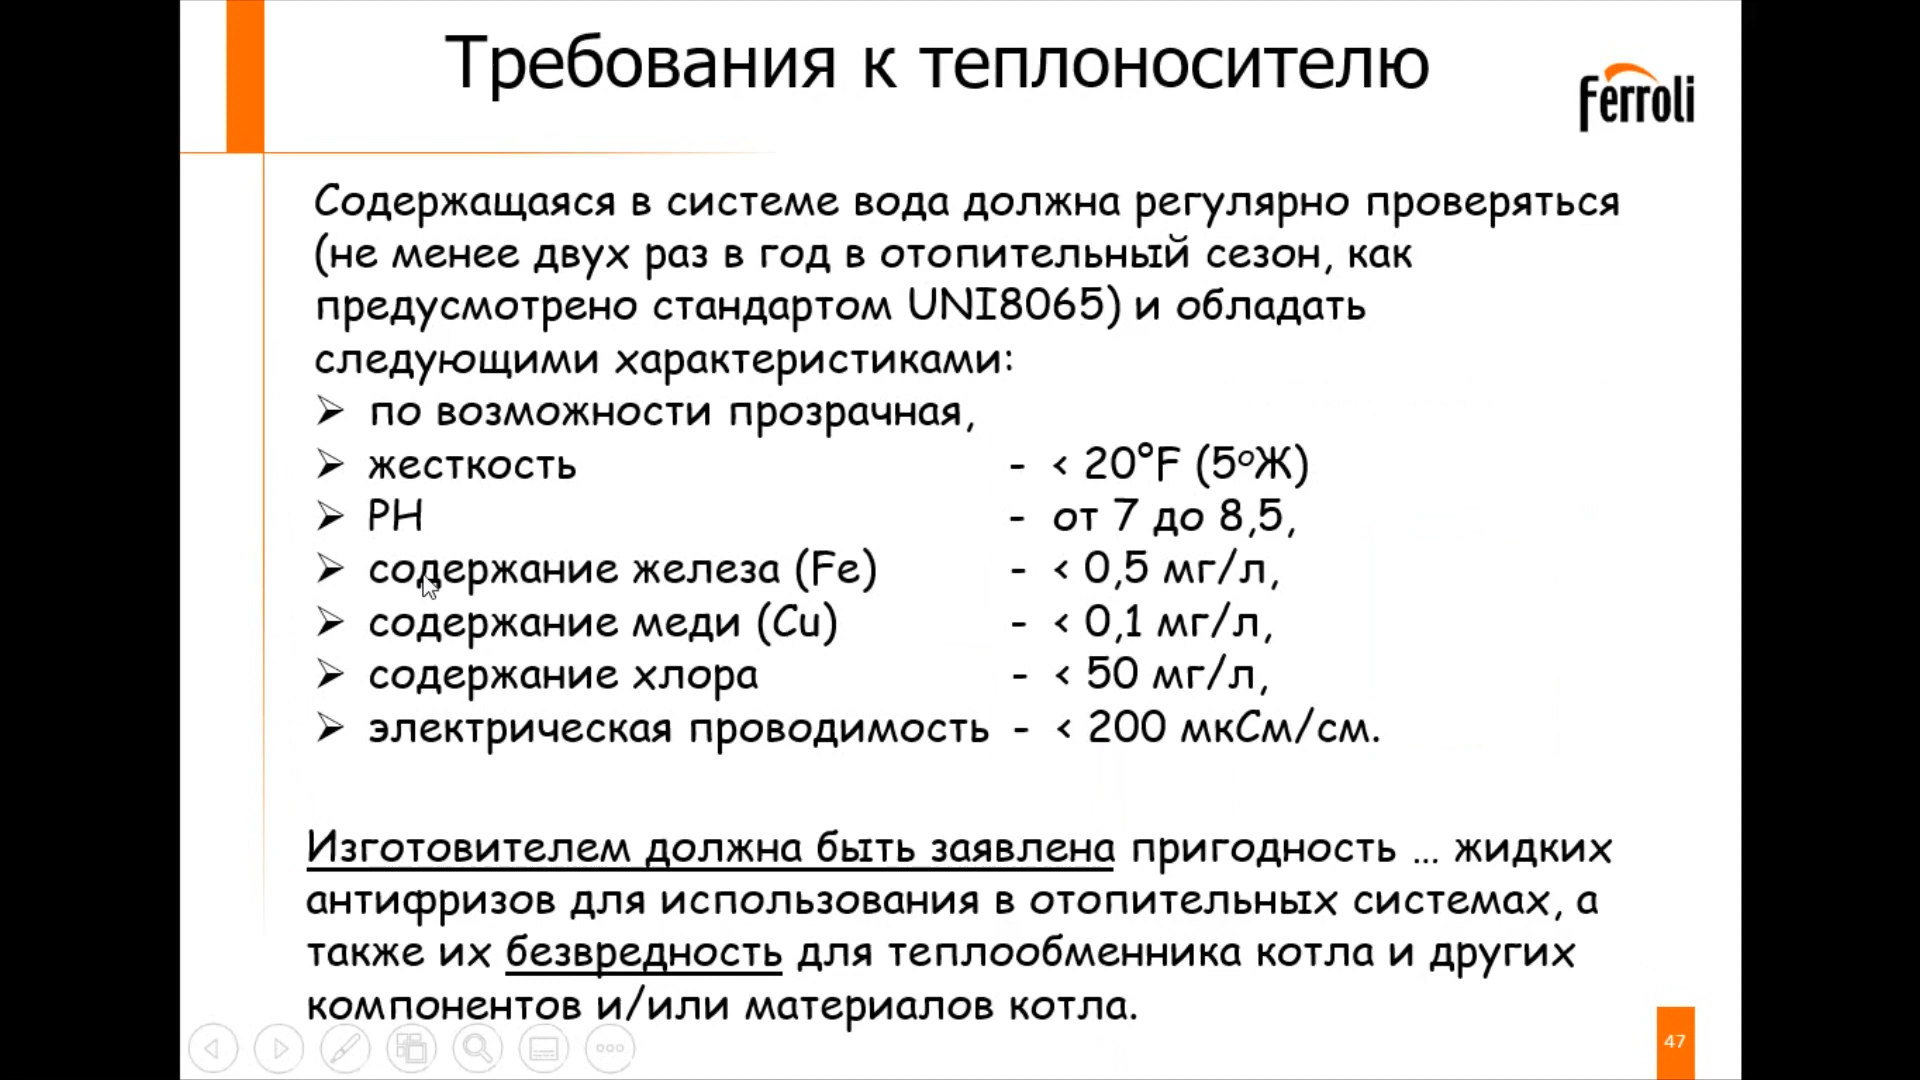 Требования к теплоносителю
Ferroli
Содержащаяся в системе вода должна регулярно проверяться
(не менее двух раз в год в отопительный сезон, как
предусмотрено стандартом UNI8065) и обладать
следующими характеристиками:
➢ по возможности прозрачная,
➢ жесткость - < 20°F (5°Ж)
➢ PH - от 7 до 8,5,
➢ содержание железа (Fe) - < 0,5 мг/л,
➢ содержание меди (Cu) - < 0,1 мг/л,
➢ содержание хлора - < 50 мг/л,
➢ электрическая проводимость - < 200 мкСм/см.
Изготовителем должна быть заявлена пригодность ... жидких
антифризов для использования в отопительных системах, а
также их безвредность для теплообменника котла и других
компонентов и/или материалов котла.
47